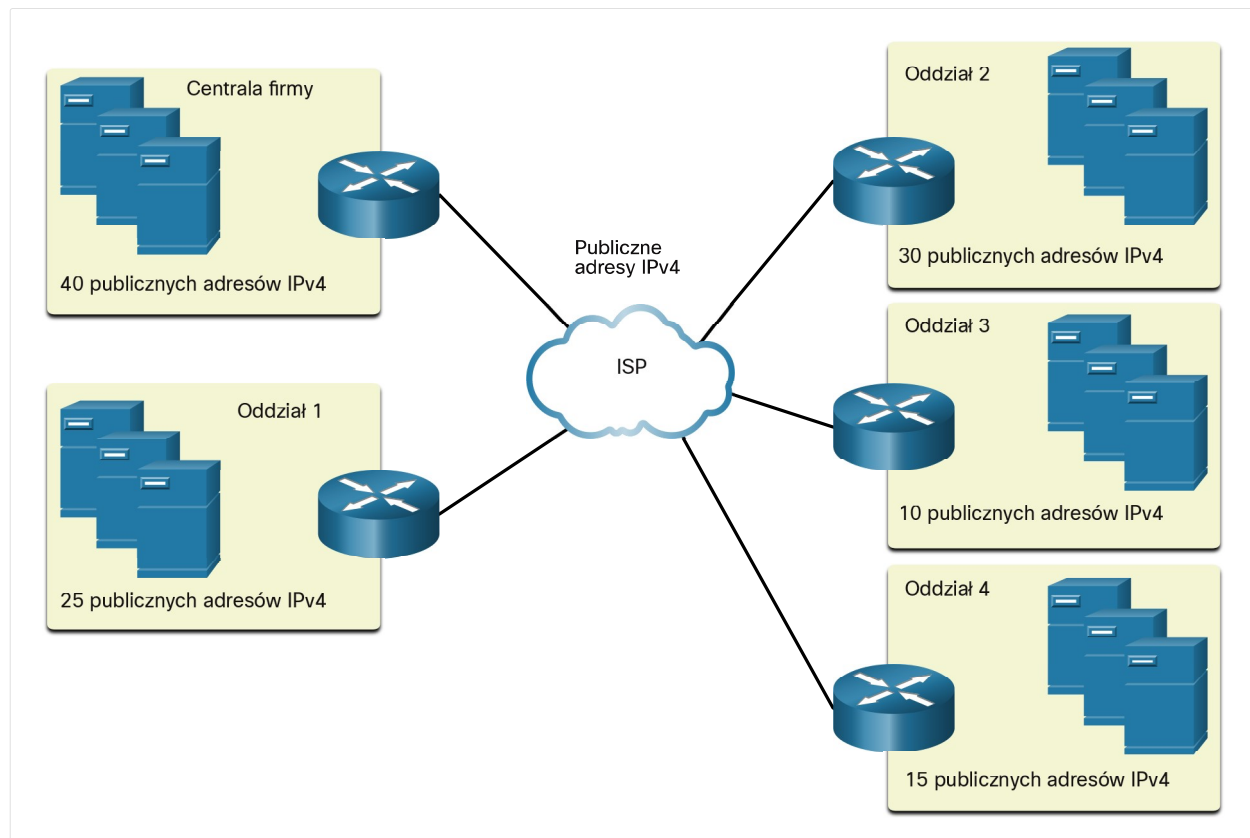 Centrala firmy
40 publicznych adresów IPv4
Oddział 1
25 publicznych adresów IPv4
Publiczne
adresy IPv4
ISP
Oddział 2
30 publicznych adresów IPv4
Oddział 3
10 publicznych adresów IPv4
Oddział 4
15 publicznych adresów IPv4